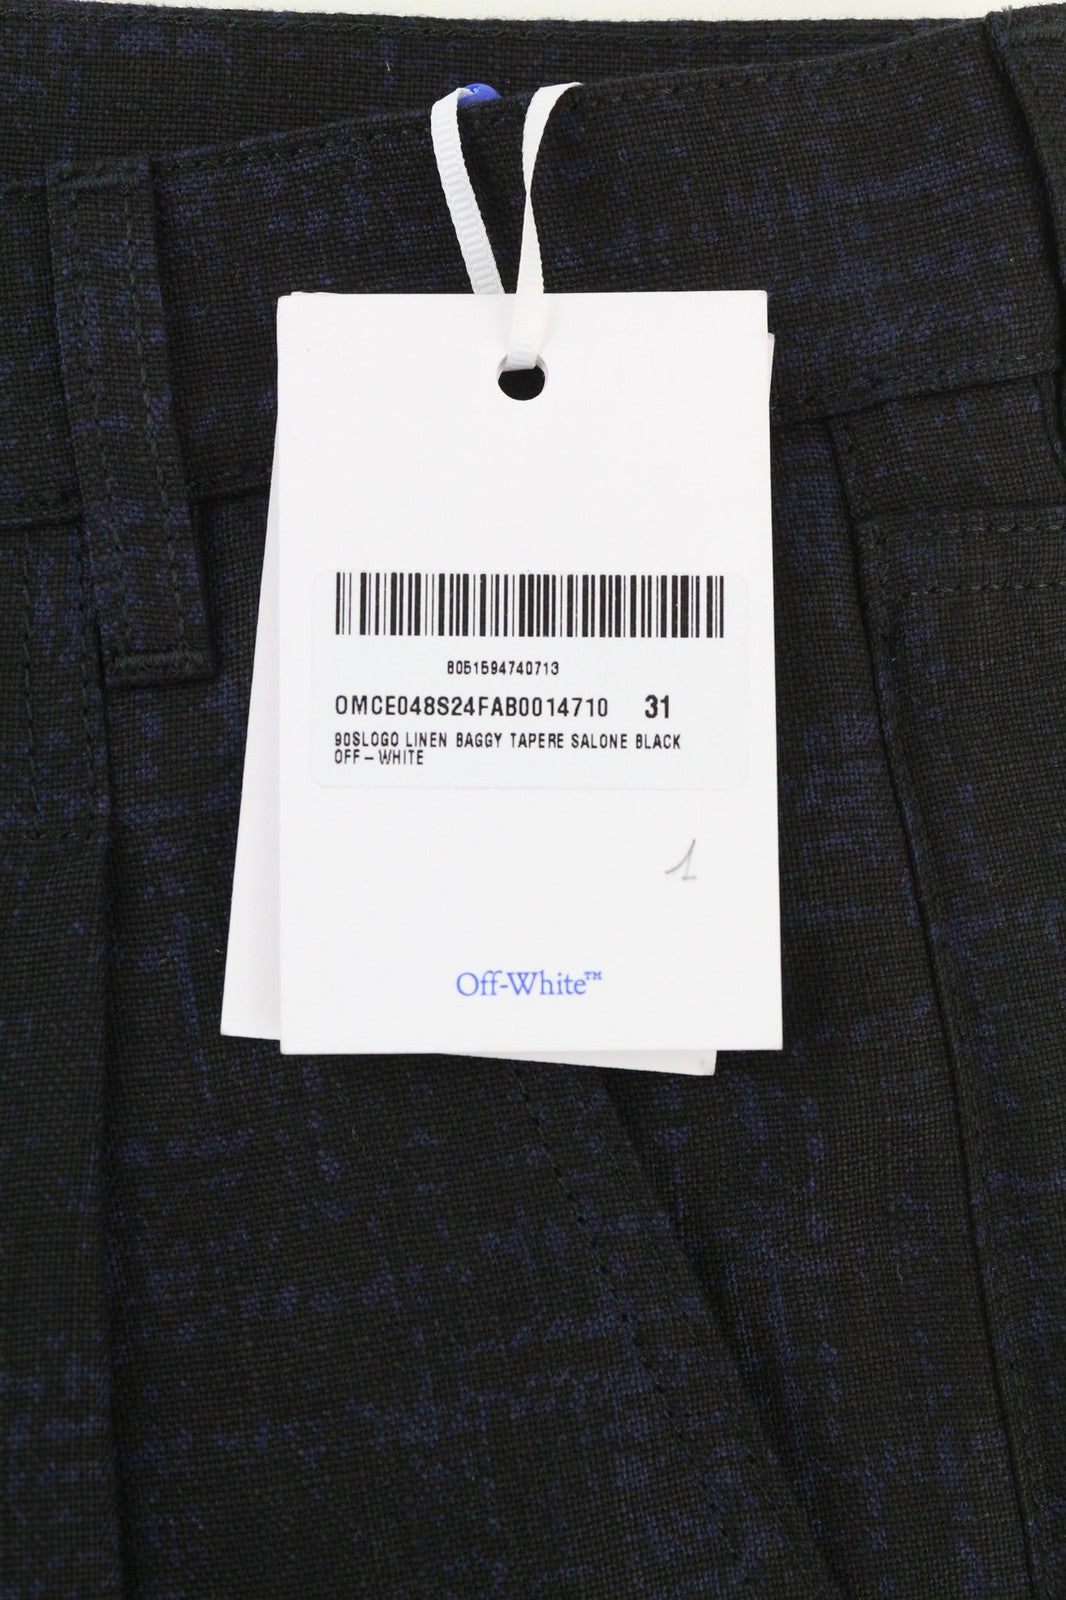 8051594740713
OMCE048S24FAB0014710 31
90SLOGO LINEN BAGGY TAPERE SALONE BLACK
OFF-WHITE
1
Off-White™